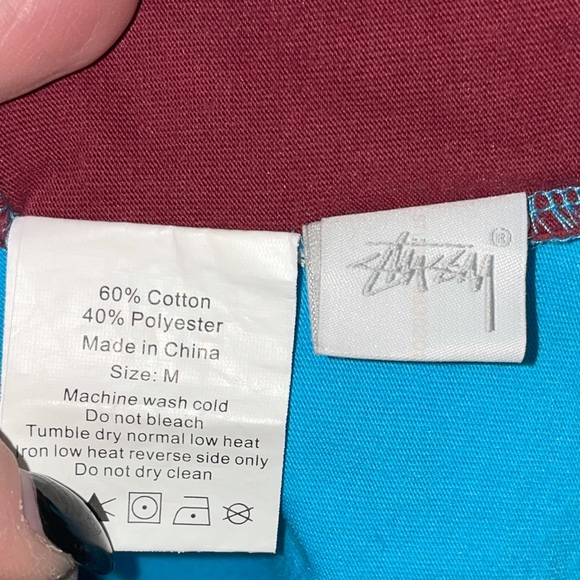 60% Cotton
40% Polyester
Made in China
Size: M
Machine wash cold
Do not bleach
Tumble dry normal low heat
Iron low heat reverse side only
Do not dry clean
STÜSSY ®